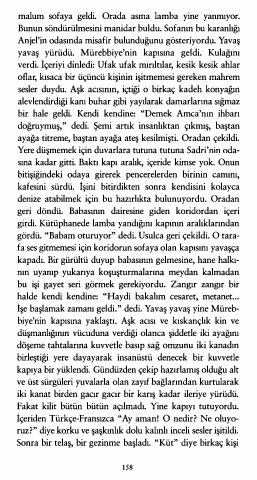 malum sofaya geldi. Orada asma lamba yine yanmıyor.
Bunun söndürülmesini manidar buldu. Sofanın bu karanlığı
Anjel'in odasında misafir bulunduğunu gösteriyordu. Yavaş
yavaş yürüdü. Mürebbiye'nin kapısına geldi. Kulağını
verdi. İçeriyi dinledi: Ufak ufak mırıltılar, kesik kesik ahlar
oflar, kısaca bir üçüncü kişinin işitmemesi gereken mahrem
sesler duydu. Aşk acısının, içtiği o birkaç kadeh konyağın
alevlendirdiği kanı buhar gibi yayılarak damarlarına sığmaz
bir hale geldi. Kendi kendine: "Demek Amca'nın ihbarı
doğruymuş," dedi. Şemi artık insanlıktan çıkmış, baştan
ayağa titreme, baştan ayağa ateş kesilmişti. Oradan çekildi.
Yere düşmemek için duvarlara tutuna tutuna Sadri'nin oda-
sına kadar gitti. Baktı kapı aralık, içeride kimse yok. Onun
bitişiğindeki odaya girerek pencerelerden birinin camını,
kafesini sürdü. İşini bitirdikten sonra kendisini kolayca
denize atabilmek için bu hazırlıkta bulunuyordu. Oradan
geri döndü. Babasının dairesine giden koridordan içeri
girdi. Kütüphanede lamba yandığını kapının aralıklarından
gördü. "Babam oturuyor" dedi. Usulca geri çekildi. O tara-
fa ses gitmemesi için koridorun sofaya olan kapısını yavaşça
kapadı. Bir gürültü duyup babasının gelmesine, hane halkı-
nın uyanıp yukarıya koşuşturmalarına meydan kalmadan
bu işi gayet seri görmek gerekiyordu. Zangır zangır bir
halde kendi kendine: "Haydi bakalım cesaret, metanet...
İşe başlamak zamanı geldi." dedi. Yavaş yavaş yine Müreb-
biye'nin kapısına yaklaştı. Aşk acısı ve kıskançlık kin ve
düşmanlığının vücuduna verdiği olanca şiddetle iki ayağını
döşeme tahtalarına kuvvetle basıp sağ omzunu iki kanadın
birleştiği yere dayayarak insanüstü denecek bir kuvvetle
kapıya bir yüklendi. Gündüzden çekip hazırlamış olduğu alt
ve üst sürgüleri yuvalarla olan zayıf bağlarından kurtularak
iki kanat birden gacır gacır bir karış kadar ileriye yürüdü.
Fakat kilit bütün bütün açılmadı. Yine kapıyı tutuyordu.
İçeriden Türkçe-Fransızca "Ay aman! O nedir? Ne oluyo-
ruz?" diye korku ve şaşkınlık dolu kalınlı inceli sesler işitildi.
Sonra bir telaş, bir gezinme başladı. "Küt" diye birkaç kişi
158